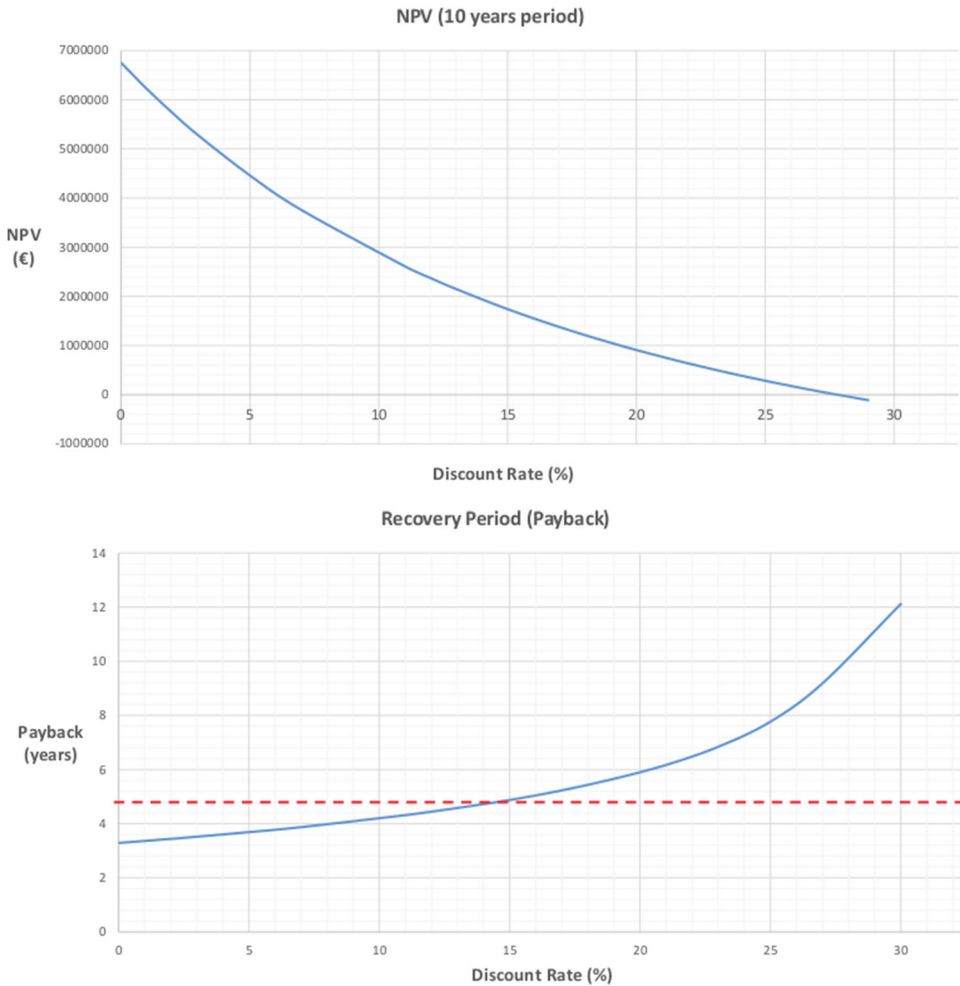 NPV (10 years period)
7000000
6000000
5000000
4000000
3000000
2000000
1000000
0
-1000000
NPV
(€)
0 5 10 15 20 25 30
Discount Rate (%)
Recovery Period (Payback)
14
12
10
8
6
4
2
0
Payback
(years)
0 5 10 15 20 25 30
Discount Rate (%)